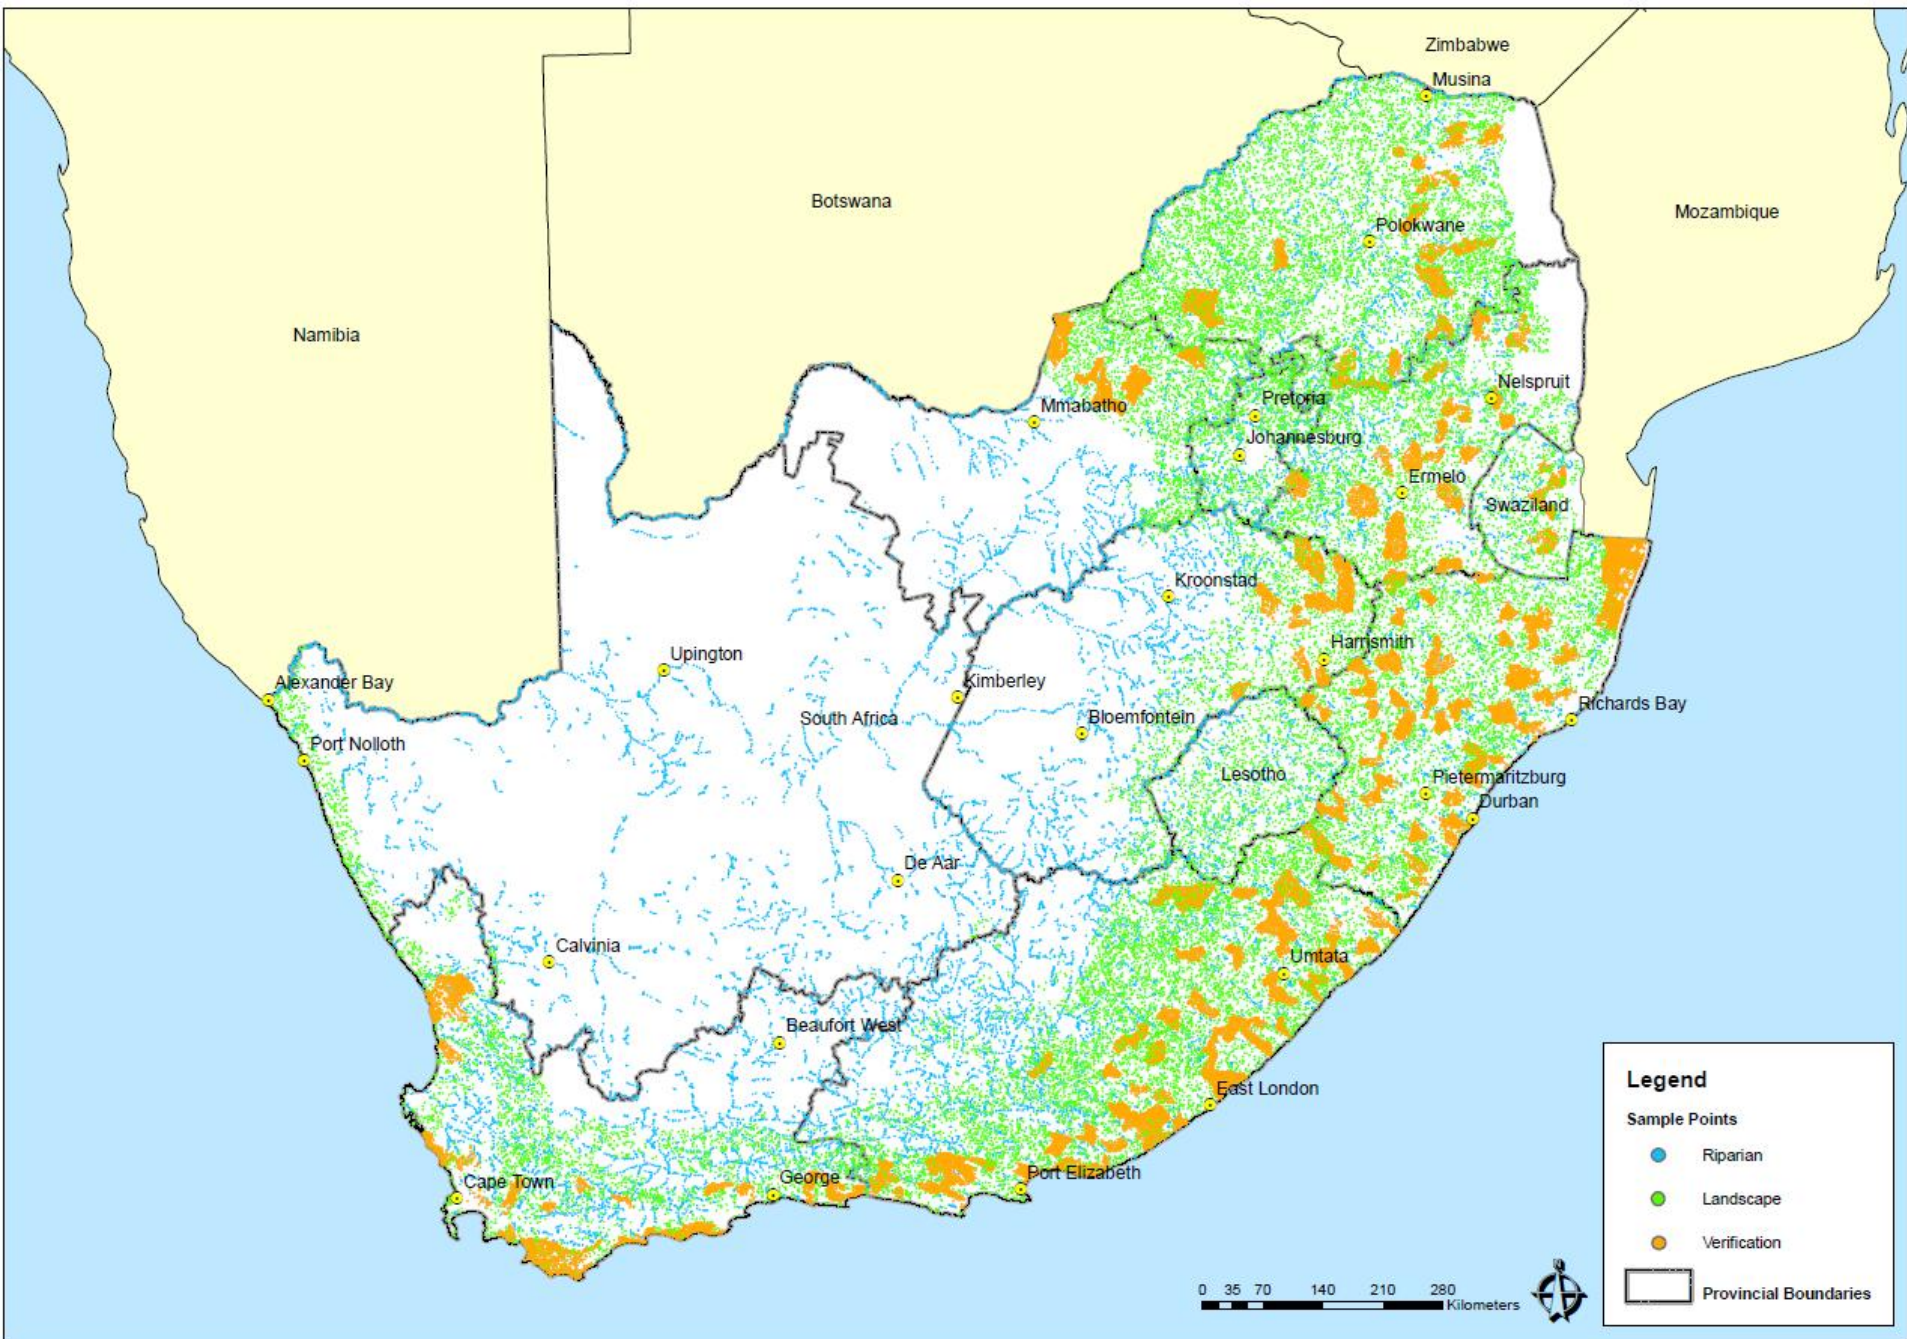 Zimbabwe
Musina
Botswana
Mozambique
Polokwane
Namibia
Nelspruit
Pretoria
Mmabatho
Johannesburg
Ermelo
Swaziland
Kroonstad
Harrismith
Upington
Alexander Bay
Kimberley
Richards Bay
South Africa
Bloemfontein
Port Nolloth
Lesotho
Pietermaritzburg
Durban
De Aar
Calvinia
Umtata
Beaufort West
East London
Port Elizabeth
George
Cape Town
Legend
Sample Points
Riparian
Landscape
Verification
Provincial Boundaries
0 35 70 140 210 280
Kilometers